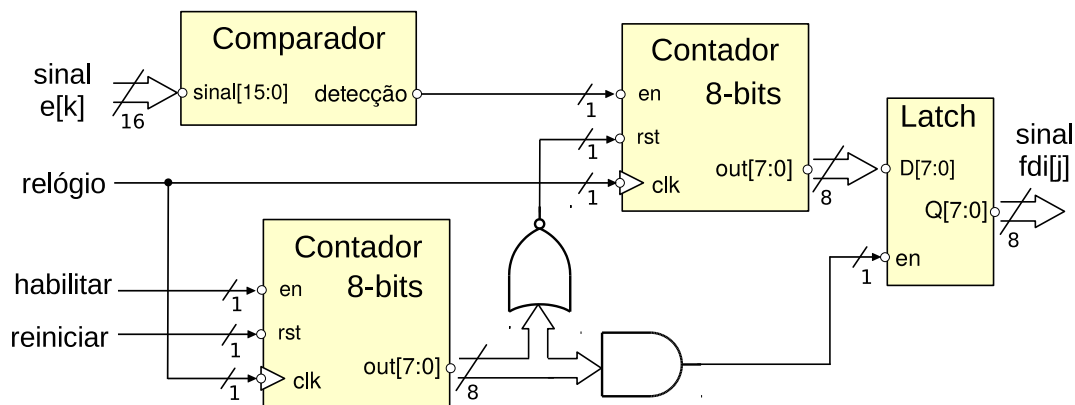 Comparador
sinal
e[k]
16
sinal[15:0]
detecção
Contador
8-bits
1
en
1
rst
1
clk
out[7:0]
8
Latch
D[7:0]
Q[7:0]
1
en
sinal
fdi[j]
8
relógio
Contador
8-bits
habilitar
1
en
reiniciar
1
rst
1
clk
out[7:0]
8